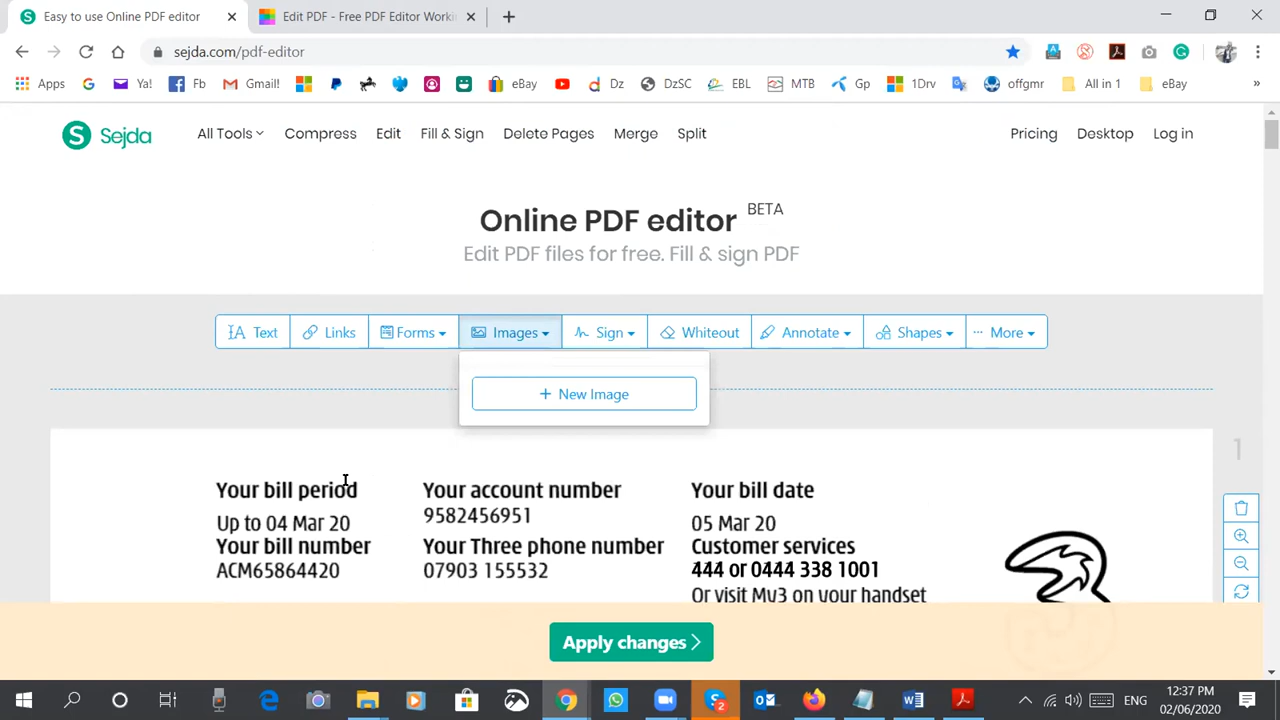 Easy to use Online PDF editor
Edit PDF - Free PDF Editor Worki
sejda.com/pdf-editor
Apps Ya! Fb Gmail! eBay Dz DzSC EBL MTB Gp 1Drv offgmr All in 1 eBay »
Sejda All Tools Compress Edit Fill & Sign Delete Pages Merge Split Pricing Desktop Log in
Online PDF editor BETA
Edit PDF files for free. Fill & sign PDF
Text Links Forms Images Sign Whiteout Annotate Shapes More
+ New Image
1
Your bill period Your account number Your bill date
Up to 04 Mar 20 9582456951 05 Mar 20
Your bill number Your Three phone number Customer services
ACM65864420 07903 155532 444 or 0444 338 1001
Or visit My3 on your handset
Apply changes
ENG
12:37 PM
02/06/2020